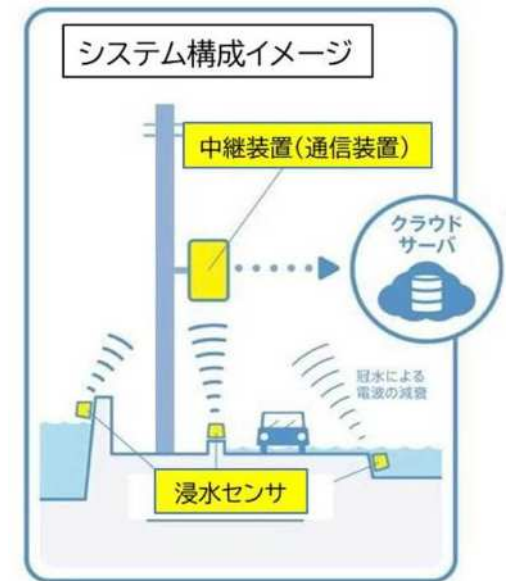 システム構成イメージ
中継装置(通信装置)
クラウド
サーバ
冠水による
電波の減衰
浸水センサ